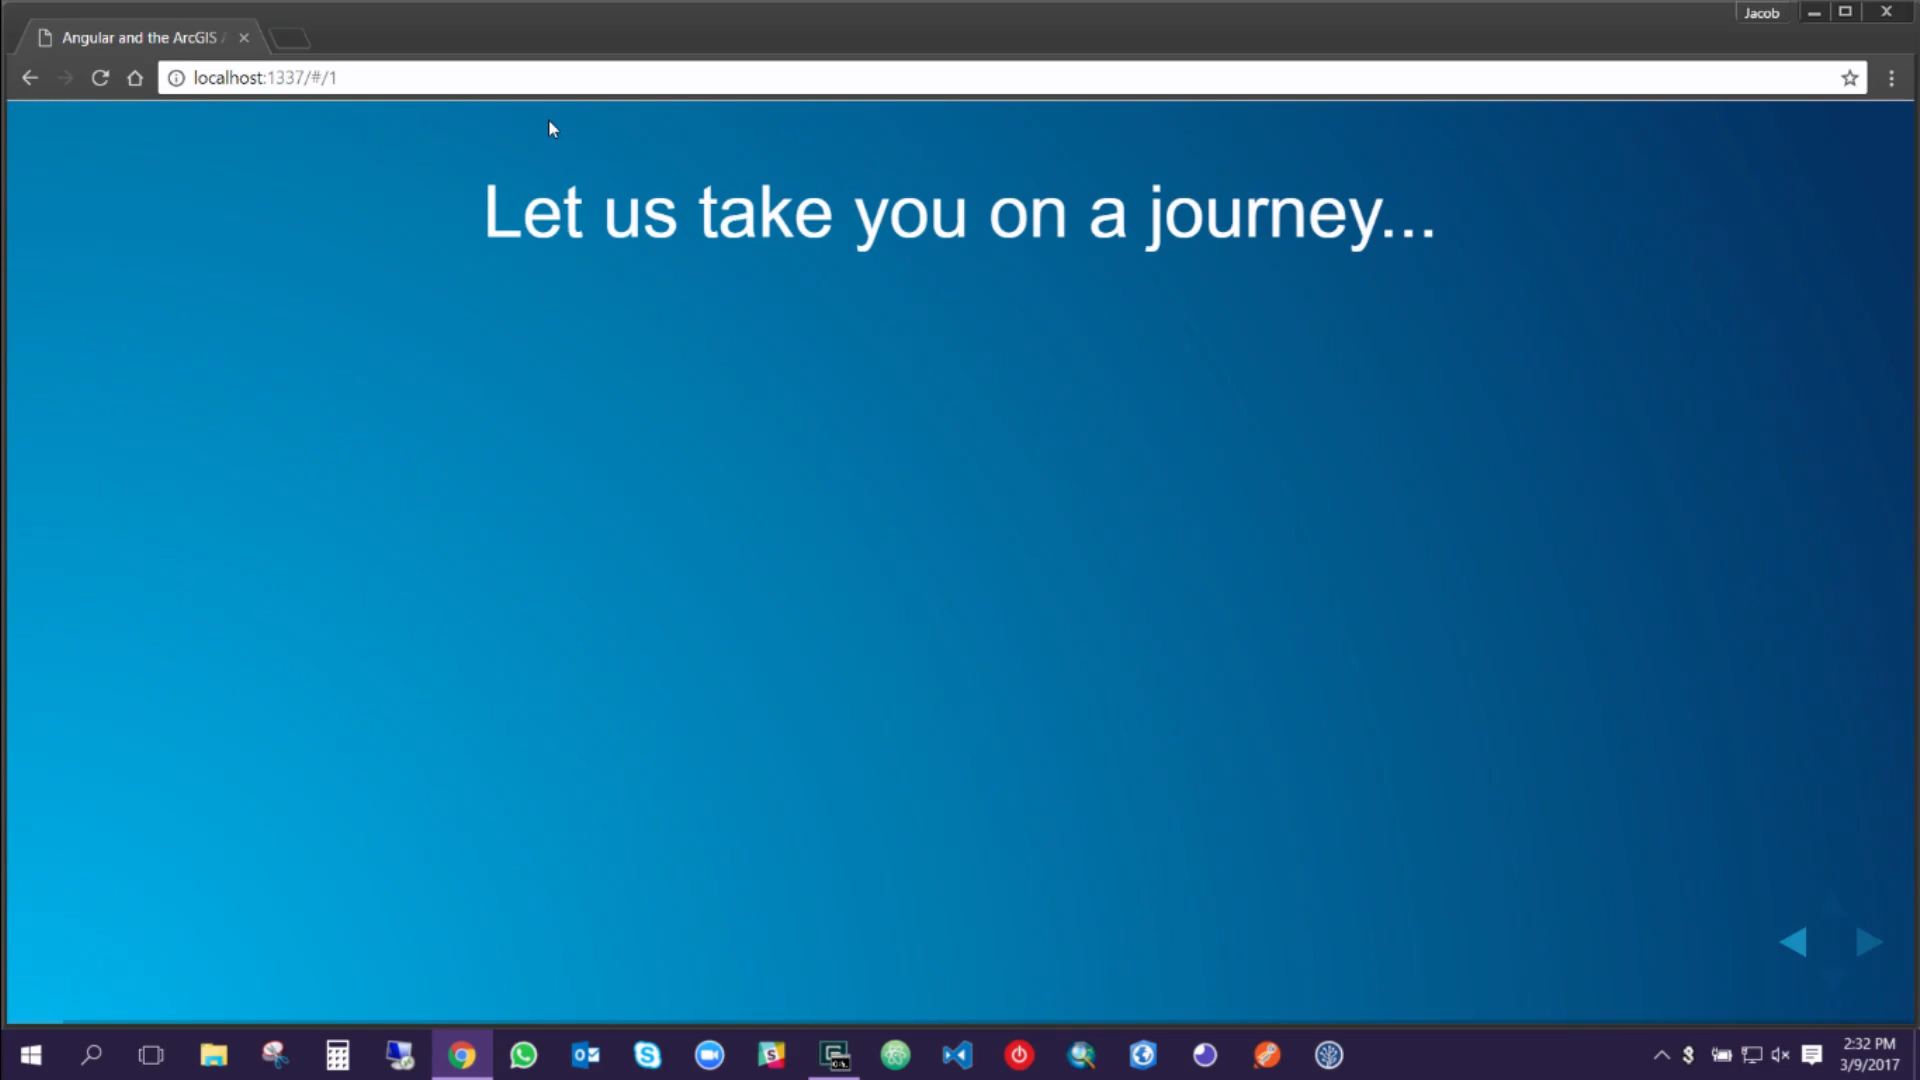 Jacob
Angular and the ArcGIS
localhost:1337/#/1
Let us take you on a journey...
2:32 PM
3/9/2017